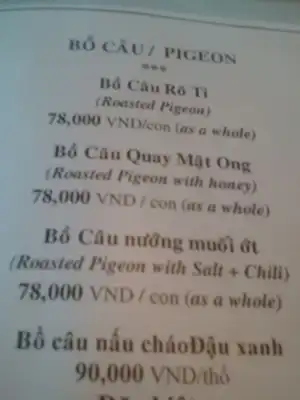 BỒ CÂU / PIGEON
***
Bồ Câu Rô Ti
(Roasted Pigeon)
78,000 VND/con (as a whole)
Bồ Câu Quay Mật Ong
(Roasted Pigeon with honey)
78,000 VND / con (as a whole)
Bồ Câu nướng muối ớt
(Roasted Pigeon with Salt + Chili)
78,000 VND / con (as a whole)
Bồ câu nấu cháoĐậu xanh
90,000 VND/thố